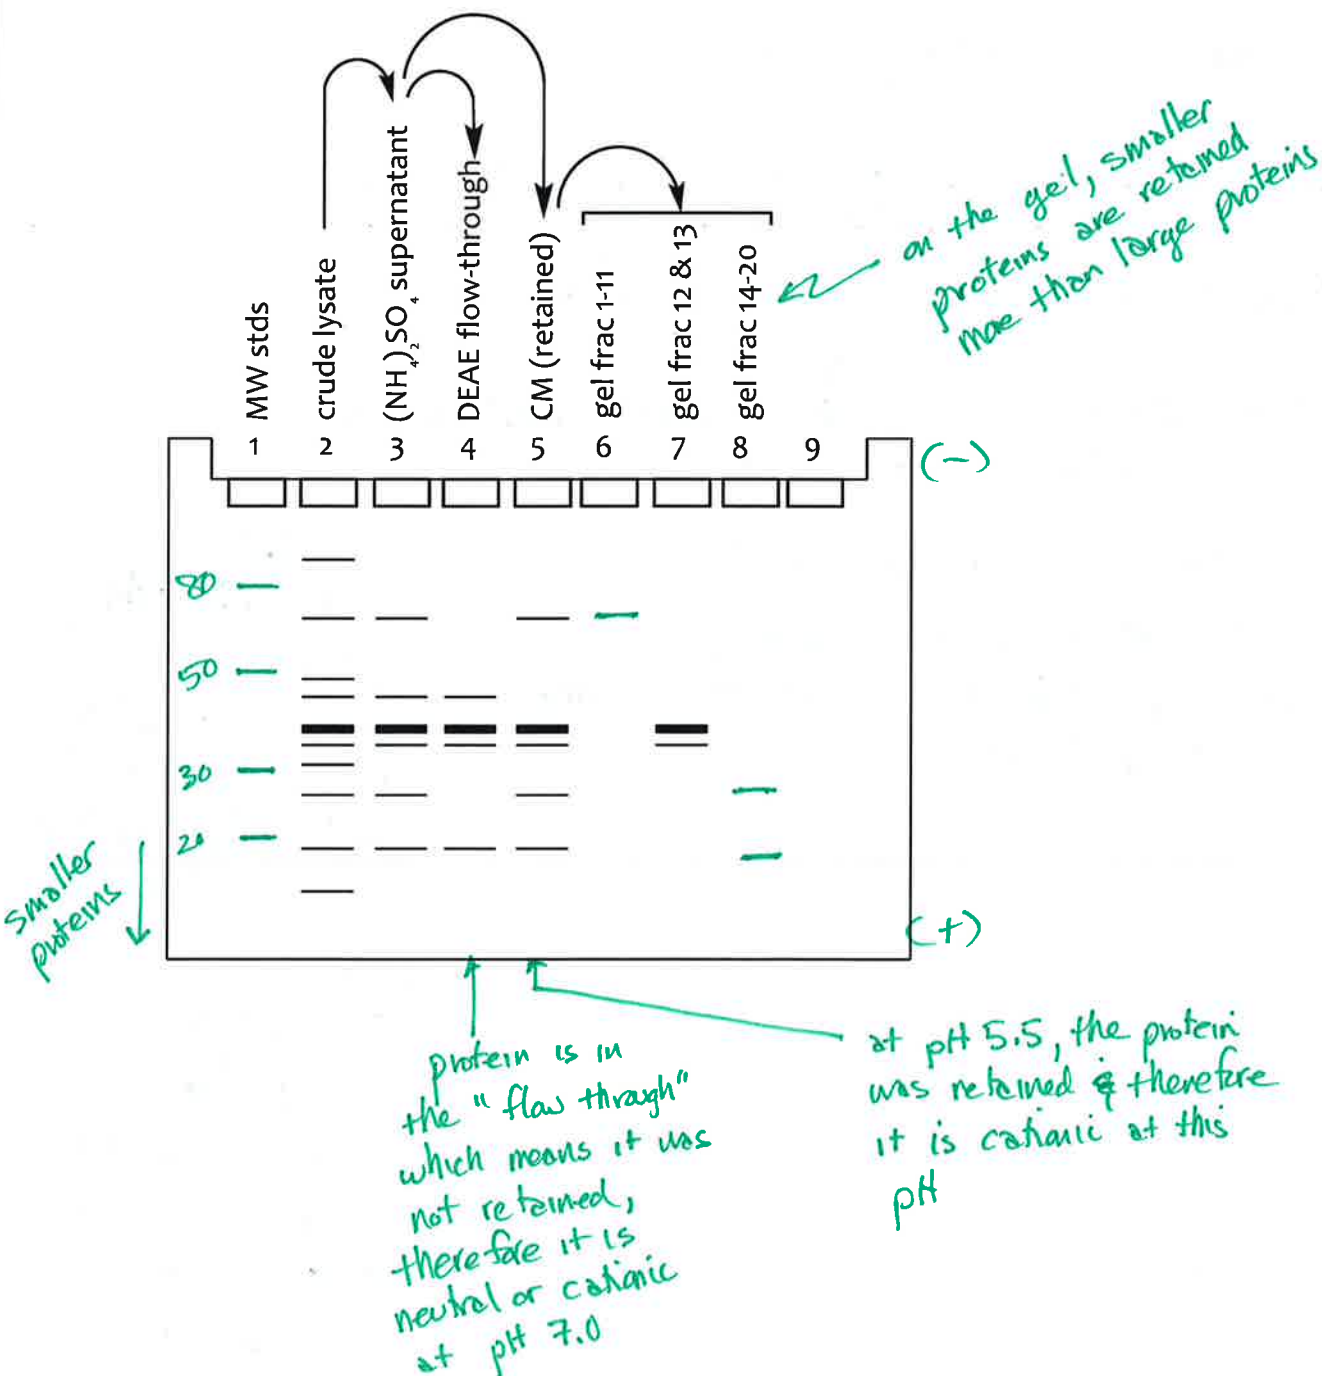 MW stds
crude lysate
(NH₄)₂SO₄ supernatant
DEAE flow-through
CM (retained)
gel frac 1-11
gel frac 12 & 13
gel frac 14-20
on the gel, smaller
proteins are retained
more than large proteins
1 2 3 4 5 6 7 8 9
(-)
80
50
30
20
smaller
proteins
(+)
protein is in
the "flow through"
which means it was
not retained,
therefore it is
neutral or cationic
at pH 7.0
at pH 5.5, the protein
was retained & therefore
it is cationic at this
pH